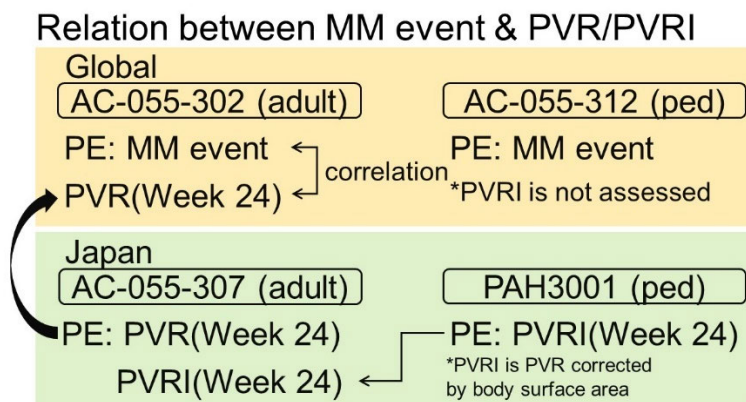 Relation between MM event & PVR/PVRI
Global
AC-055-302 (adult)
PE: MM event
PVR(Week 24)
correlation
AC-055-312 (ped)
PE: MM event
*PVRI is not assessed
Japan
AC-055-307 (adult)
PE: PVR(Week 24)
PVRI(Week 24)
PAH3001 (ped)
PE: PVRI(Week 24)
*PVRI is PVR corrected
by body surface area